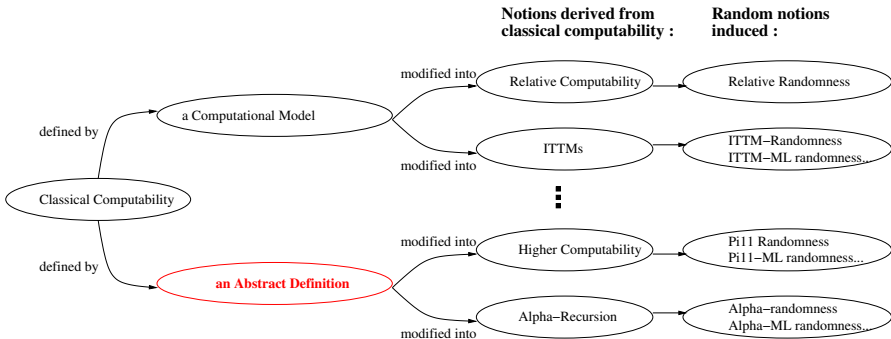 Notions derived from
classical computability :
Random notions
induced :
modified into
Relative Computability
Relative Randomness
a Computational Model
defined by
modified into
ITTMs
ITTM−Randomness
ITTM−ML randomness...
Classical Computability
modified into
Higher Computability
Pi11 Randomness
Pi11−ML randomness...
defined by
an Abstract Definition
modified into
Alpha−Recursion
Alpha−randomness
Alpha−ML randomness...